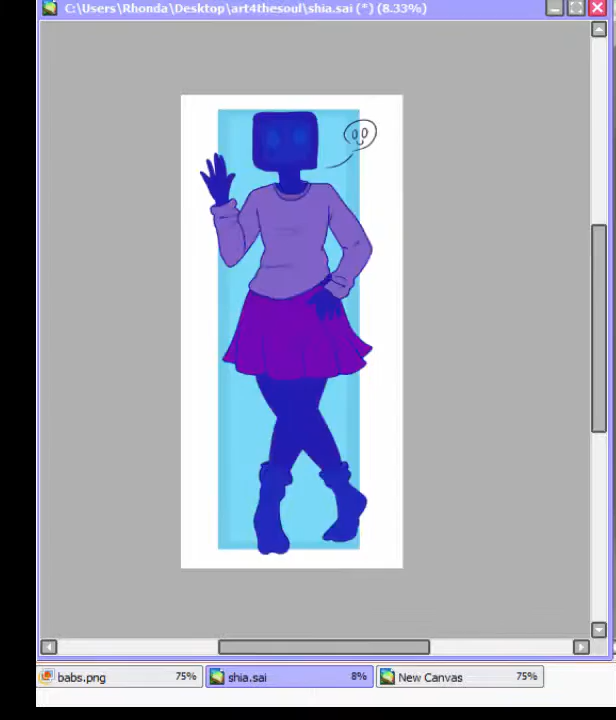 C:\Users\Rhonda\Desktop\art4thesoul\shia.sai (*) (8.33%)
babs.png 75% shia.sai 8% New Canvas 75%